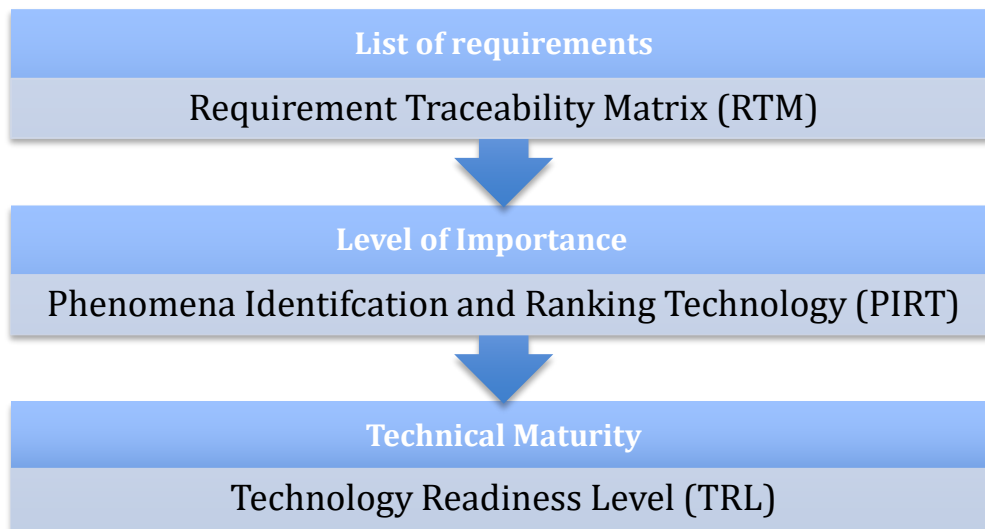 List of requirements
Requirement Traceability Matrix (RTM)
Level of Importance
Phenomena Identifcation and Ranking Technology (PIRT)
Technical Maturity
Technology Readiness Level (TRL)